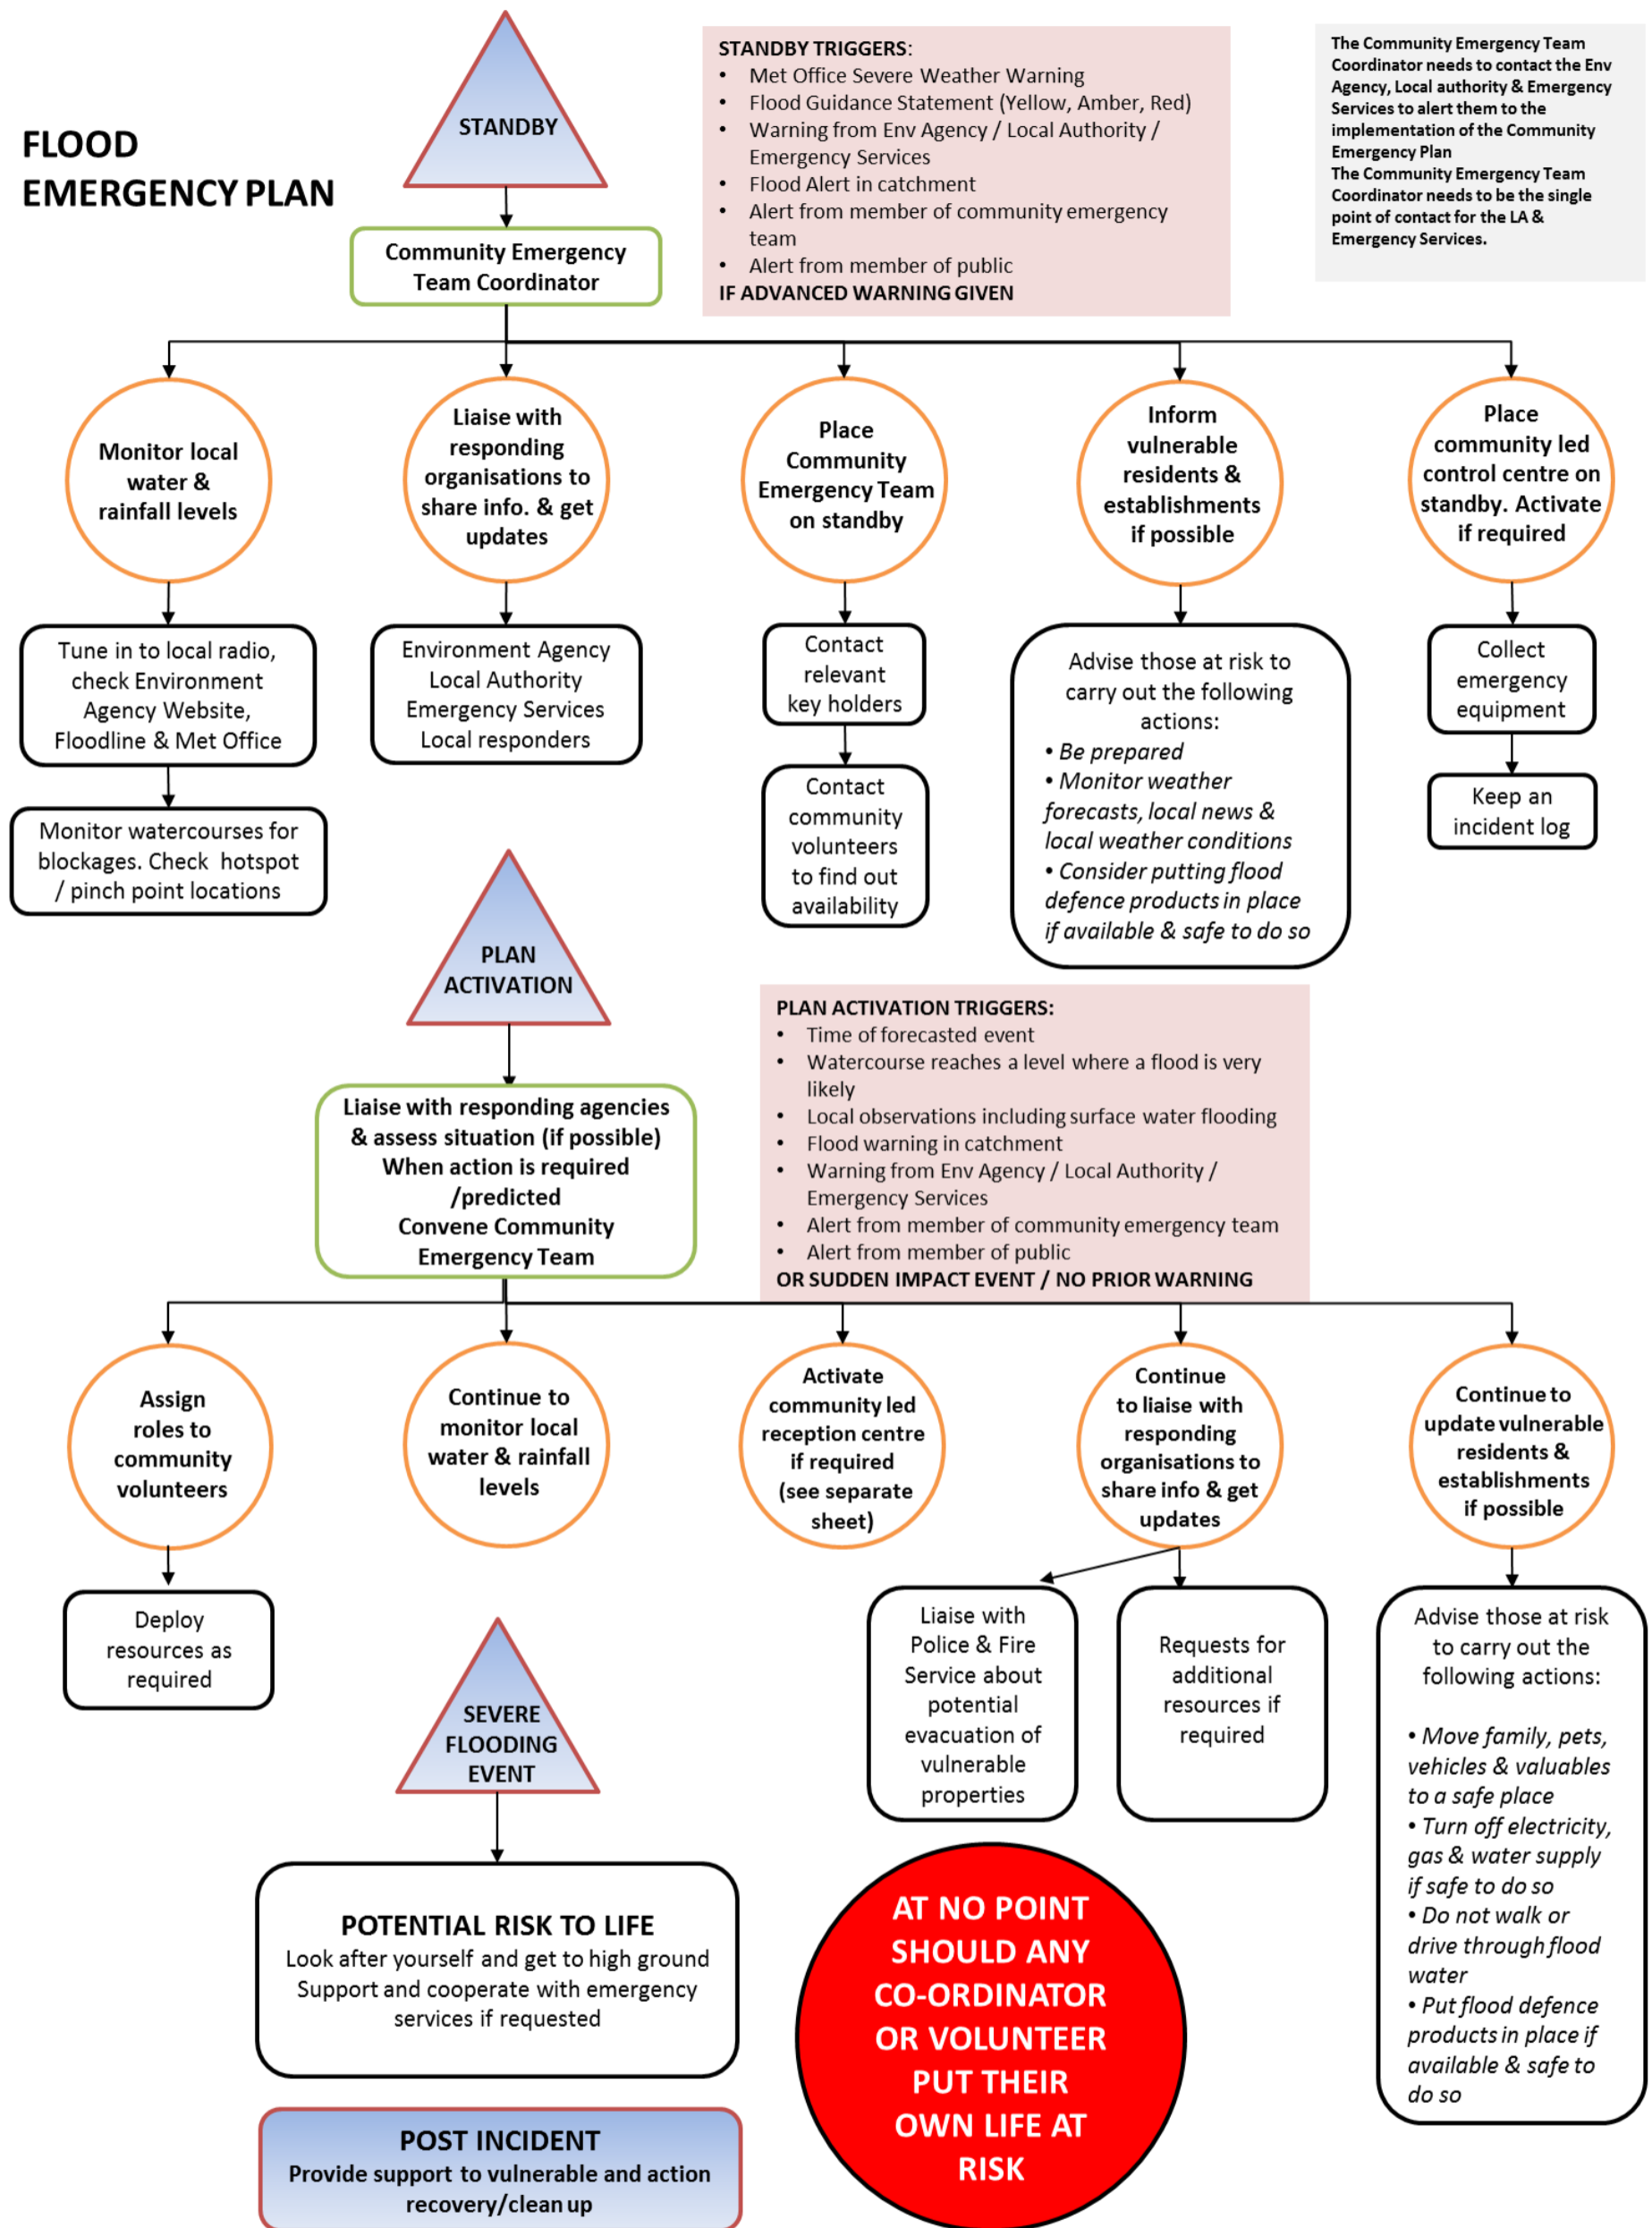 FLOOD
EMERGENCY PLAN
STANDBY
STANDBY TRIGGERS:
• Met Office Severe Weather Warning
• Flood Guidance Statement (Yellow, Amber, Red)
• Warning from Env Agency / Local Authority /
Emergency Services
• Flood Alert in catchment
• Alert from member of community emergency
team
• Alert from member of public
IF ADVANCED WARNING GIVEN
The Community Emergency Team
Coordinator needs to contact the Env
Agency, Local authority & Emergency
Services to alert them to the
implementation of the Community
Emergency Plan
The Community Emergency Team
Coordinator needs to be the single
point of contact for the LA &
Emergency Services.
Community Emergency
Team Coordinator
Monitor local
water &
rainfall levels
Liaise with
responding
organisations to
share info. & get
updates
Place
Community
Emergency Team
on standby
Inform
vulnerable
residents &
establishments
if possible
Place
community led
control centre on
standby. Activate
if required
Tune in to local radio,
check Environment
Agency Website,
Floodline & Met Office
Monitor watercourses for
blockages. Check hotspot
/ pinch point locations
Environment Agency
Local Authority
Emergency Services
Local responders
Contact
relevant
key holders
Contact
community
volunteers
to find out
availability
Advise those at risk to
carry out the following
actions:
• Be prepared
• Monitor weather
forecasts, local news &
local weather conditions
• Consider putting flood
defence products in place
if available & safe to do so
Collect
emergency
equipment
Keep an
incident log
PLAN
ACTIVATION
PLAN ACTIVATION TRIGGERS:
• Time of forecasted event
• Watercourse reaches a level where a flood is very
likely
• Local observations including surface water flooding
• Flood warning in catchment
• Warning from Env Agency / Local Authority /
Emergency Services
• Alert from member of community emergency team
• Alert from member of public
OR SUDDEN IMPACT EVENT / NO PRIOR WARNING
Liaise with responding agencies
& assess situation (if possible)
When action is required
/predicted
Convene Community
Emergency Team
Assign
roles to
community
volunteers
Continue to
monitor local
water & rainfall
levels
Activate
community led
reception centre
if required
(see separate
sheet)
Continue
to liaise with
responding
organisations to
share info & get
updates
Continue to
update vulnerable
residents &
establishments
if possible
Deploy
resources as
required
Liaise with
Police & Fire
Service about
potential
evacuation of
vulnerable
properties
Requests for
additional
resources if
required
Advise those at risk
to carry out the
following actions:
• Move family, pets,
vehicles & valuables
to a safe place
• Turn off electricity,
gas & water supply
if safe to do so
• Do not walk or
drive through flood
water
• Put flood defence
products in place if
available & safe to
do so
SEVERE
FLOODING
EVENT
POTENTIAL RISK TO LIFE
Look after yourself and get to high ground
Support and cooperate with emergency
services if requested
AT NO POINT
SHOULD ANY
CO-ORDINATOR
OR VOLUNTEER
PUT THEIR
OWN LIFE AT
RISK
POST INCIDENT
Provide support to vulnerable and action
recovery/clean up